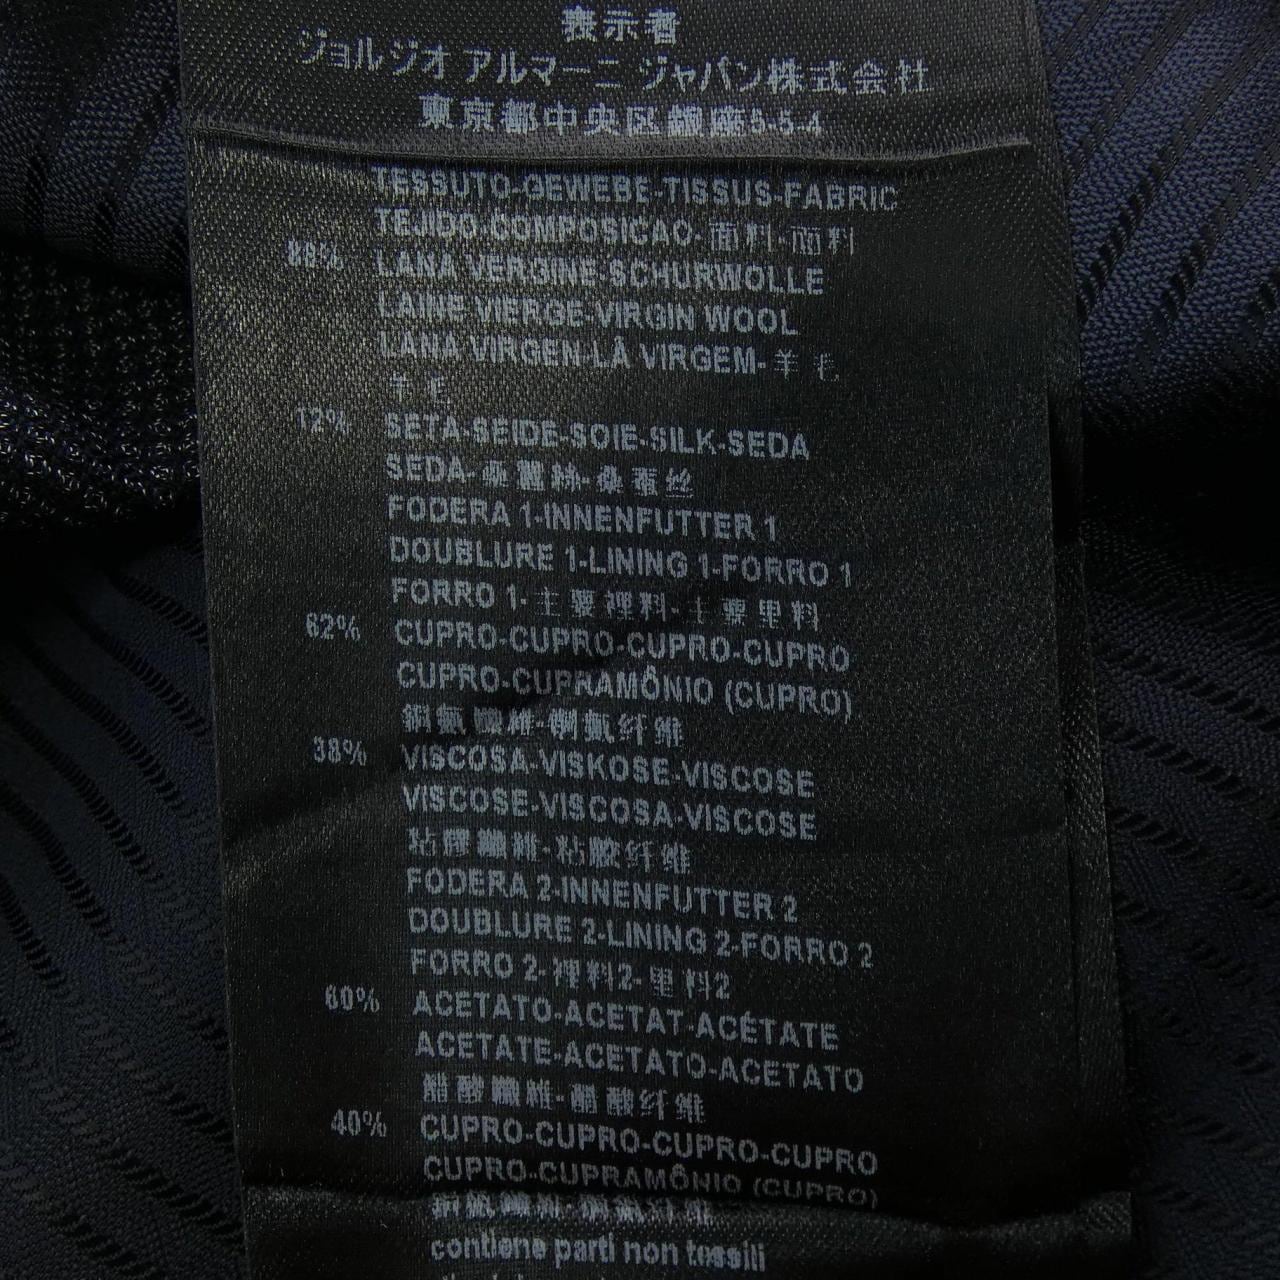 表示者
ジョルジオ アルマーニ ジャパン株式会社
東京都中央区銀座5-5-4
TESSUTO-GEWEBE-TISSUS-FABRIC
TEJIDO-COMPOSICAO-面料-面料
88% LANA VERGINE-SCHURWOLLE
LAINE VIERGE-VIRGIN WOOL
LANA VIRGEN-LÃ VIRGEM-羊毛
羊毛
12% SETA-SEIDE-SOIE-SILK-SEDA
SEDA-桑蠶絲-桑蚕丝
FODERA 1-INNENFUTTER 1
DOUBLURE 1-LINING 1-FORRO 1
FORRO 1-主要裡料-主要里料
62% CUPRO-CUPRO-CUPRO-CUPRO
CUPRO-CUPRAMÔNIO (CUPRO)
銅氨纖維-铜氨纤维
38% VISCOSA-VISKOSE-VISCOSE
VISCOSE-VISCOSA-VISCOSE
粘膠纖維-粘胶纤维
FODERA 2-INNENFUTTER 2
DOUBLURE 2-LINING 2-FORRO 2
FORRO 2-裡料2-里料2
60% ACETATO-ACETAT-ACÉTATE
ACETATE-ACETATO-ACETATO
醋酸纖維-醋酸纤维
40% CUPRO-CUPRO-CUPRO-CUPRO
CUPRO-CUPRAMÔNIO (CUPRO)
銅氨纖維-铜氨纤维
contiene parti non tessili